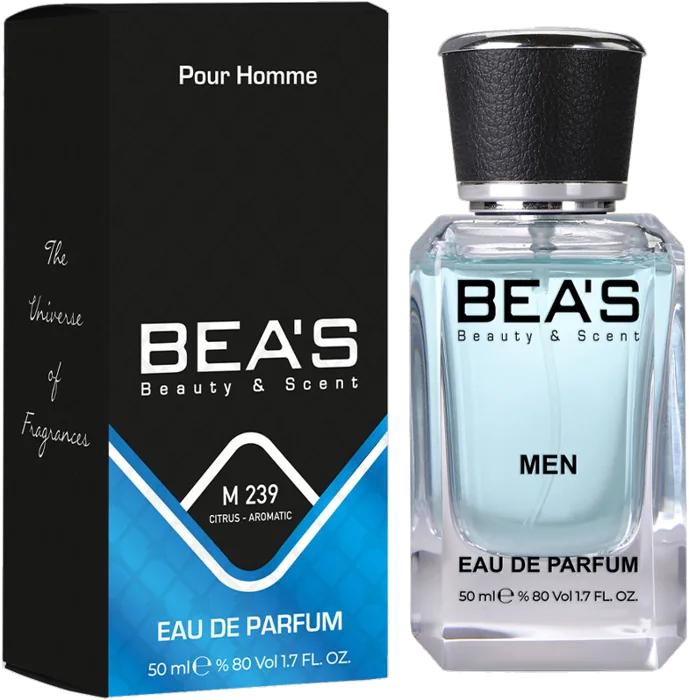 Pour Homme
The
Universe
of
Fragrances
BEA'S
Beauty & Scent
M 239
CITRUS - AROMATIC
EAU DE PARFUM
50 ml℮ % 80 Vol 1.7 FL. OZ.
BEA'S
Beauty & Scent
MEN
EAU DE PARFUM
50 ml℮ % 80 Vol 1.7 FL. OZ.